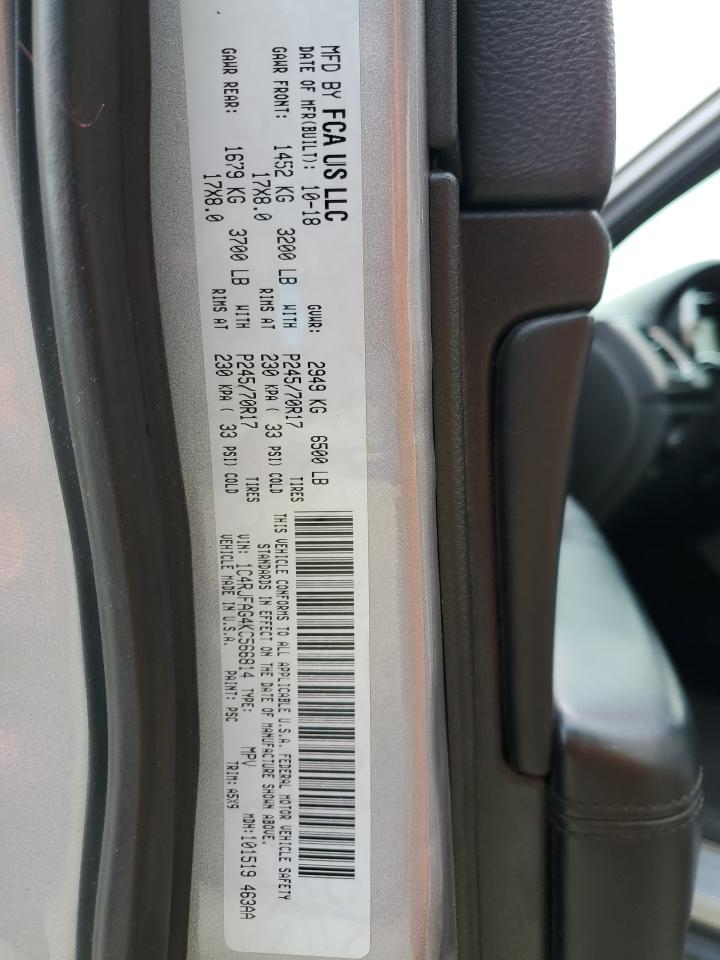 MFD BY FCA US LLC
DATE OF MFR(BUILT): 10-18 GVWR: 2949 KG 6500 LB
GAWR FRONT: 1452 KG 3200 LB WITH P245/70R17 TIRES
17X8.0 RIMS AT 230 KPA ( 33 PSI) COLD
GAWR REAR: 1679 KG 3700 LB WITH P245/70R17 TIRES
17X8.0 RIMS AT 230 KPA ( 33 PSI) COLD
THIS VEHICLE CONFORMS TO ALL APPLICABLE U.S.A. FEDERAL MOTOR VEHICLE SAFETY
STANDARDS IN EFFECT ON THE DATE OF MANUFACTURE SHOWN ABOVE.
VIN: 1C4RJFAG4KC566814 TYPE: MPV MDH:101519 463AA
VEHICLE MADE IN U.S.A. PAINT: PSC TRIM: A5X9